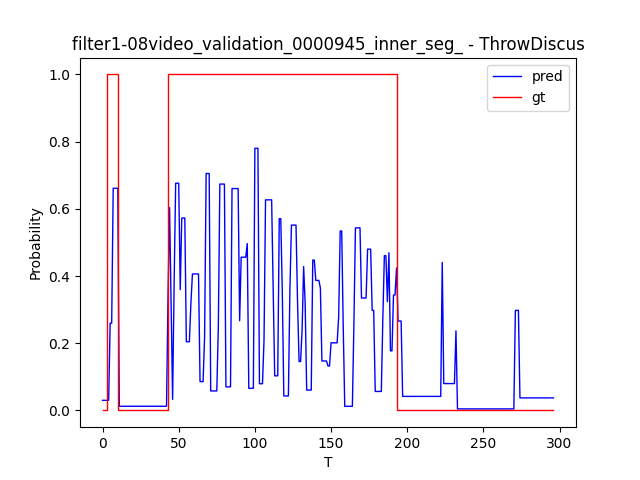 filter1-08video_validation_0000945_inner_seg_ - ThrowDiscus
pred
gt
Probability
1.0
0.8
0.6
0.4
0.2
0.0
0 50 100 150 200 250 300
T